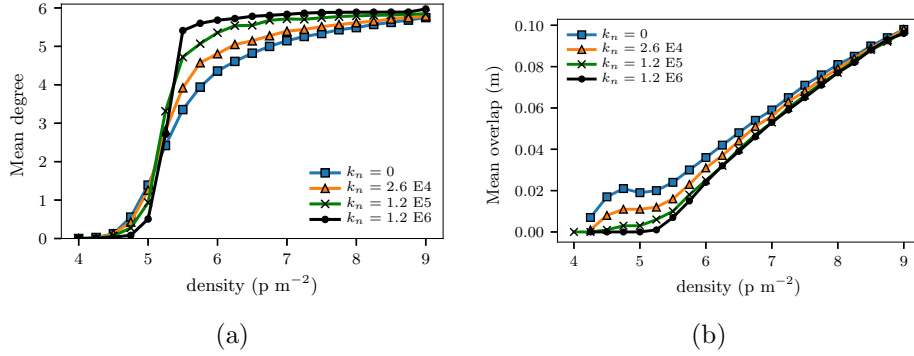 6
5
4
3
2
1
0
Mean degree
4 5 6 7 8 9
density (p m⁻²)
kₙ = 0
kₙ = 2.6 E4
kₙ = 1.2 E5
kₙ = 1.2 E6
(a)
0.10
0.08
0.06
0.04
0.02
0.00
Mean overlap (m)
4 5 6 7 8 9
density (p m⁻²)
kₙ = 0
kₙ = 2.6 E4
kₙ = 1.2 E5
kₙ = 1.2 E6
(b)